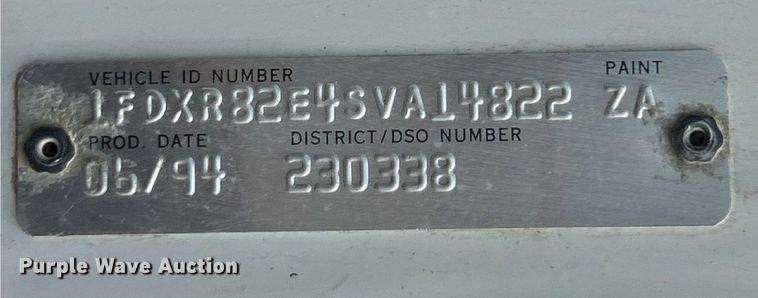 VEHICLE ID NUMBER PAINT
1FDXR82E4SVA14822 ZA
PROD. DATE DISTRICT/DSO NUMBER
06/94 230338
Purple Wave Auction